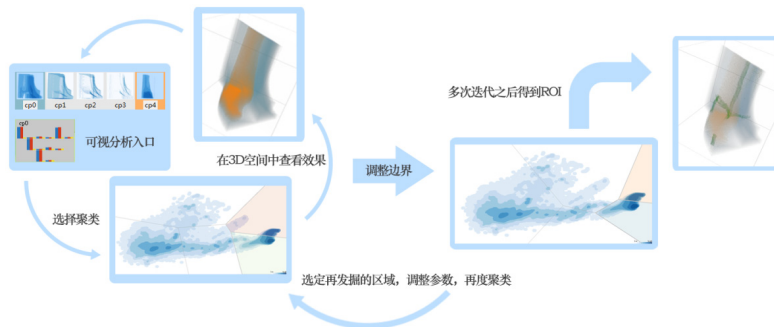 cp0 cp1 cp2 cp3 cp4
cp0
可视分析入口
选择聚类
在3D空间中查看效果
调整边界
多次迭代之后得到ROI
选定再发掘的区域，调整参数，再度聚类